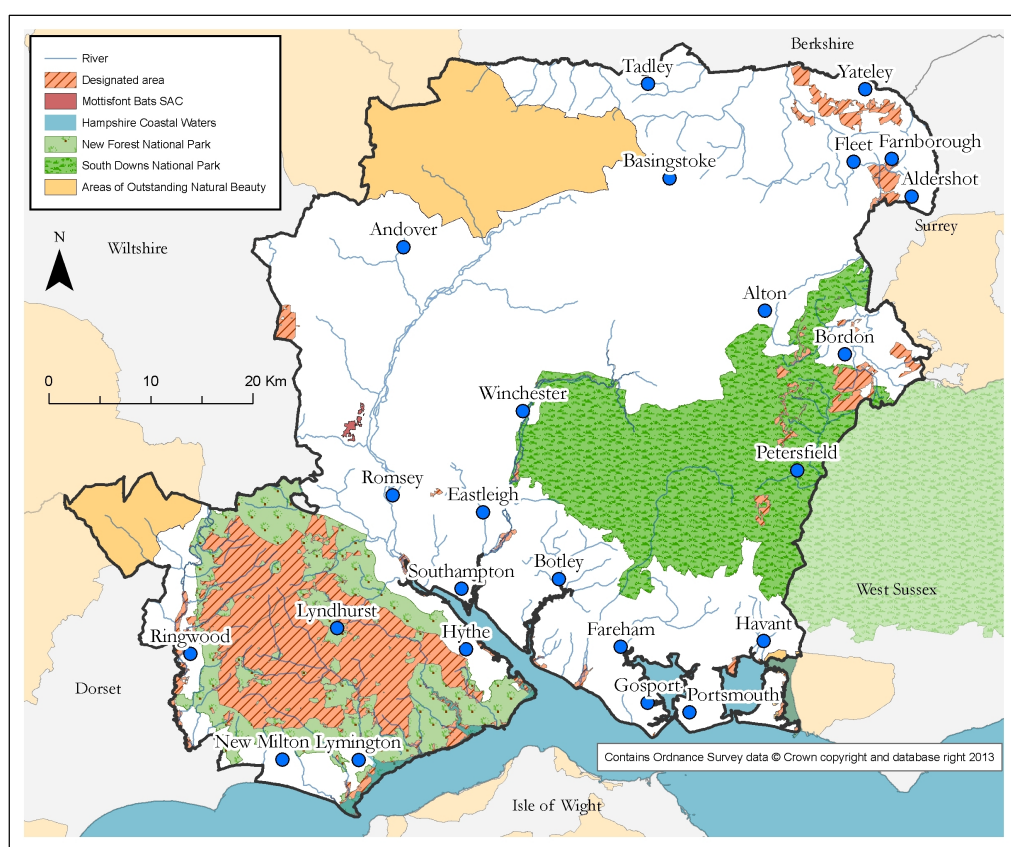 Berkshire
River
Designated area
Mottisfont Bats SAC
Hampshire Coastal Waters
New Forest National Park
South Downs National Park
Areas of Outstanding Natural Beauty
Tadley
Yateley
Fleet
Farnborough
Basingstoke
Aldershot
N
Wiltshire
Andover
Surrey
Alton
Bordon
0 10 20 Km
Winchester
Petersfield
Romsey
Eastleigh
Southampton
Botley
West Sussex
Lyndhurst
Ringwood
Hythe
Fareham
Havant
Dorset
Gosport
Portsmouth
New Milton
Lymington
Contains Ordnance Survey data © Crown copyright and database right 2013
Isle of Wight